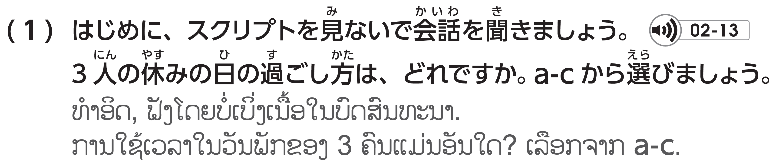 (1) はじめに、スクリプトを見ないで会話を聞きましょう。 02-13
3人の休みの日の過ごし方は、どれですか。a-c から選びましょう。
ທຳອິດ, ຟັງໂດຍບໍ່ເບິ່ງເນື້ອໃນບົດສົນທະນາ.
ການໃຊ້ເວລາໃນວັນພັກຂອງ 3 ຄົນແມ່ນອັນໃດ? ເລືອກຈາກ a-c.